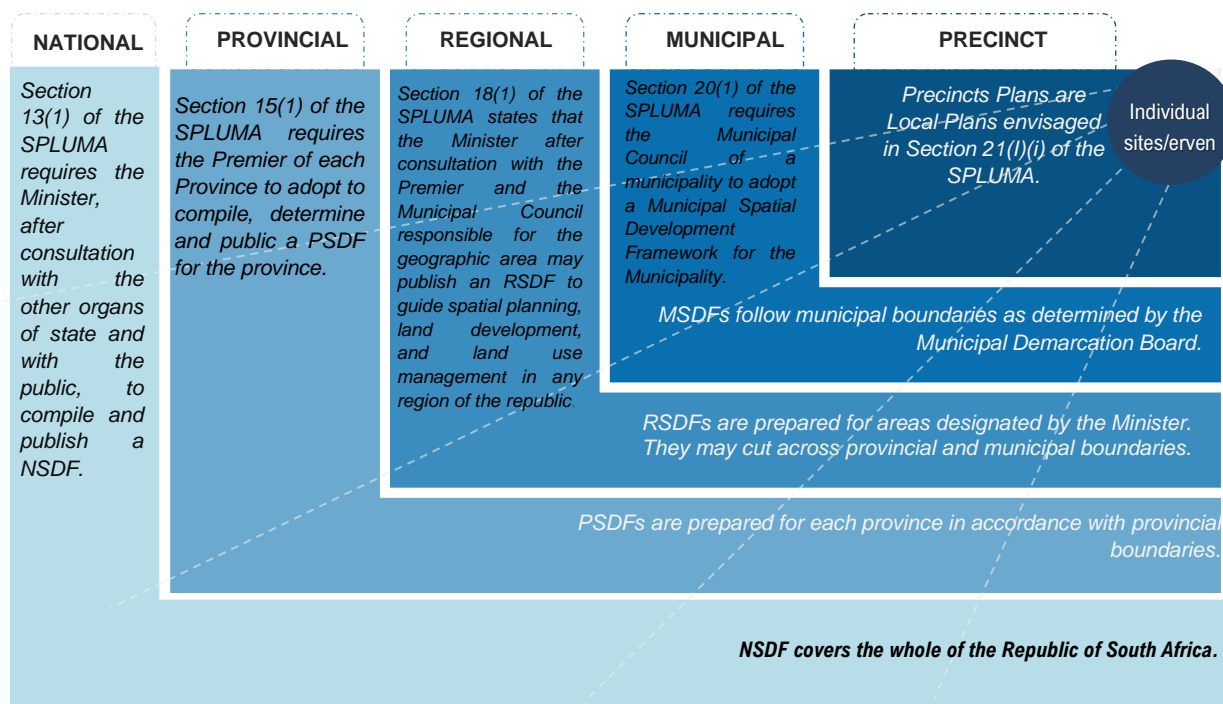 NATIONAL
PROVINCIAL
REGIONAL
MUNICIPAL
PRECINCT
Section
13(1) of the
SPLUMA
requires the
Minister,
after
consultation
with the
other organs
of state and
with the
public, to
compile and
publish a
NSDF.
Section 15(1) of the
SPLUMA requires
the Premier of each
Province to adopt to
compile, determine
and public a PSDF
for the province.
Section 18(1) of the
SPLUMA states that
the Minister after
consultation with the
Premier and the
Municipal Council
responsible for the
geographic area may
publish an RSDF to
guide spatial planning,
land development,
and land use
management in any
region of the republic.
Section 20(1) of the
SPLUMA requires
the Municipal
Council of a
municipality to adopt
a Municipal Spatial
Development
Framework for the
Municipality.
Precincts Plans are
Local Plans envisaged
in Section 21(l)(i) of the
SPLUMA.
Individual
sites/erven
MSDFs follow municipal boundaries as determined by the
Municipal Demarcation Board.
RSDFs are prepared for areas designated by the Minister.
They may cut across provincial and municipal boundaries.
PSDFs are prepared for each province in accordance with provincial
boundaries.
NSDF covers the whole of the Republic of South Africa.